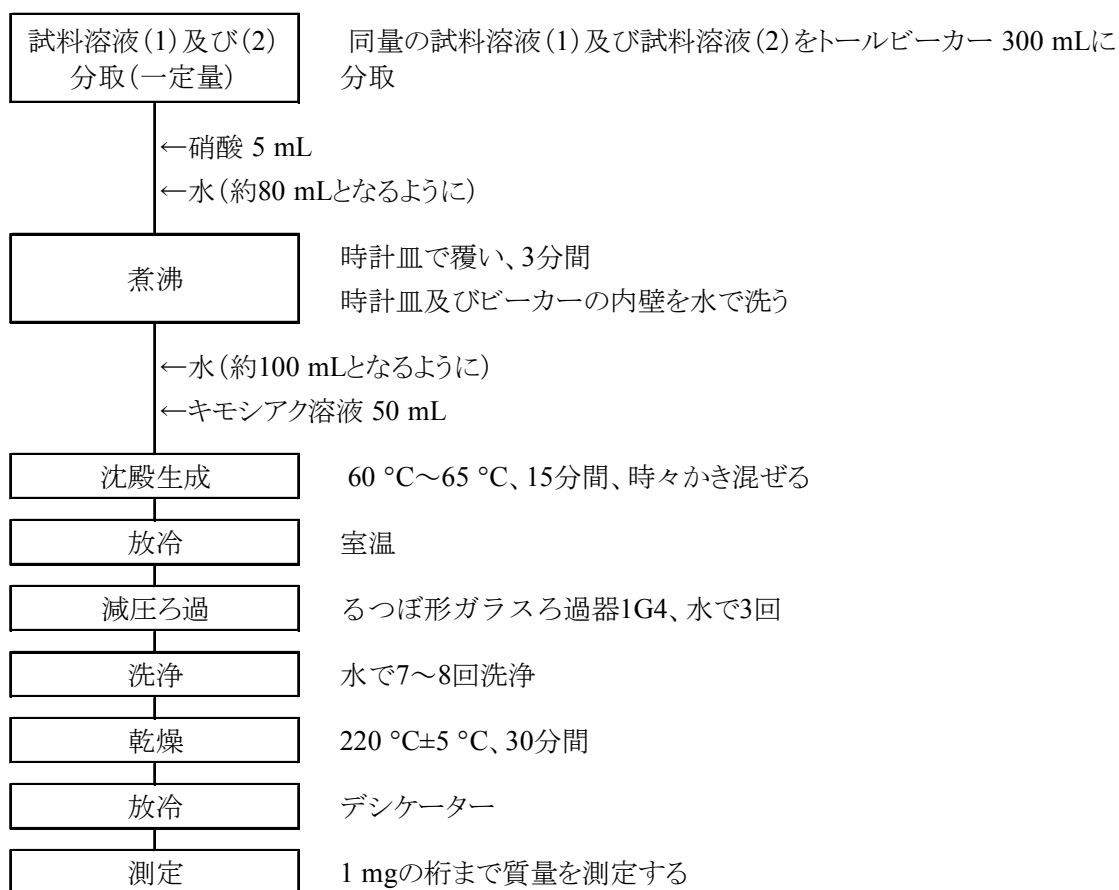 試料溶液(1)及び(2)
分取(一定量)
同量の試料溶液(1)及び試料溶液(2)をトールビーカー 300 mLに
分取
←硝酸 5 mL
←水(約80 mLとなるように)
煮沸
時計皿で覆い、3分間
時計皿及びビーカーの内壁を水で洗う
←水(約100 mLとなるように)
←キモシアク溶液 50 mL
沈殿生成
60 °C～65 °C、15分間、時々かき混ぜる
放冷
室温
減圧ろ過
るつぼ形ガラスろ過器1G4、水で3回
洗浄
水で7～8回洗浄
乾燥
220 °C±5 °C、30分間
放冷
デシケーター
測定
1 mgの桁まで質量を測定する